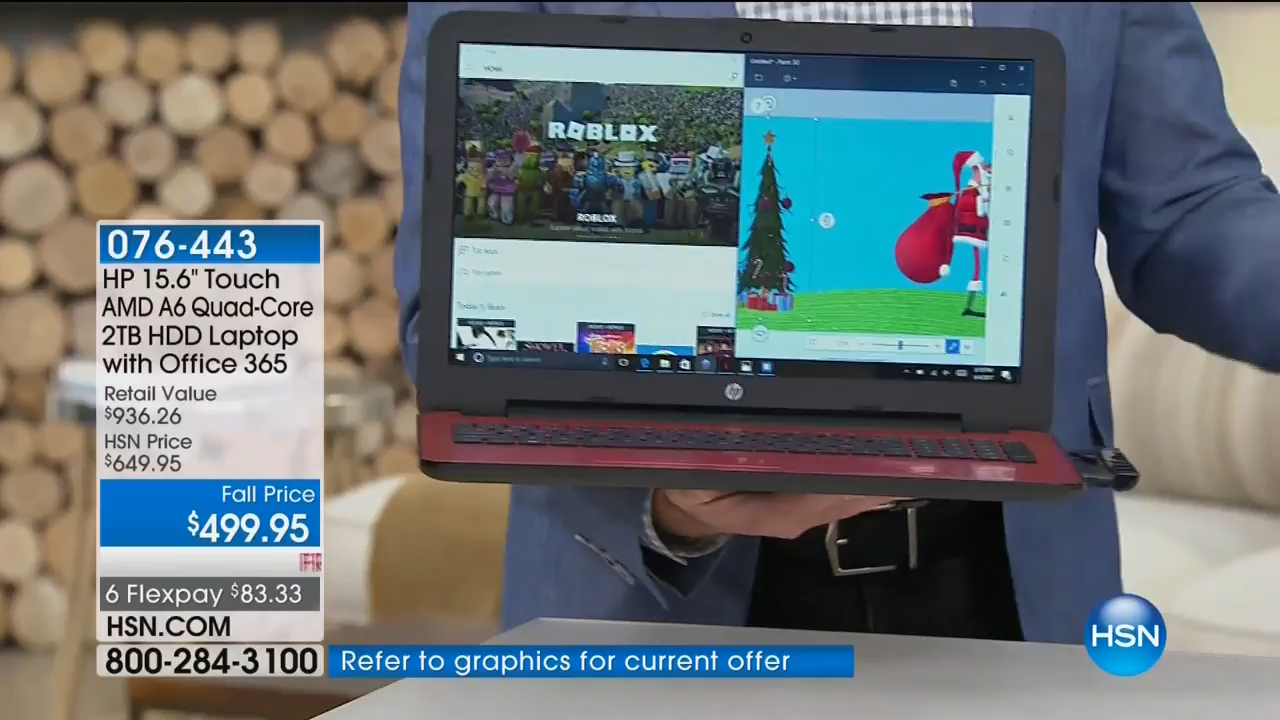 076-443
HP 15.6" Touch
AMD A6 Quad-Core
2TB HDD Laptop
with Office 365
Retail Value
$936.26
HSN Price
$649.95
Fall Price
$499.95
6 Flexpay $83.33
HSN.COM
800-284-3100
Refer to graphics for current offer
HSN
ROBLOX
ROBLOX
hp